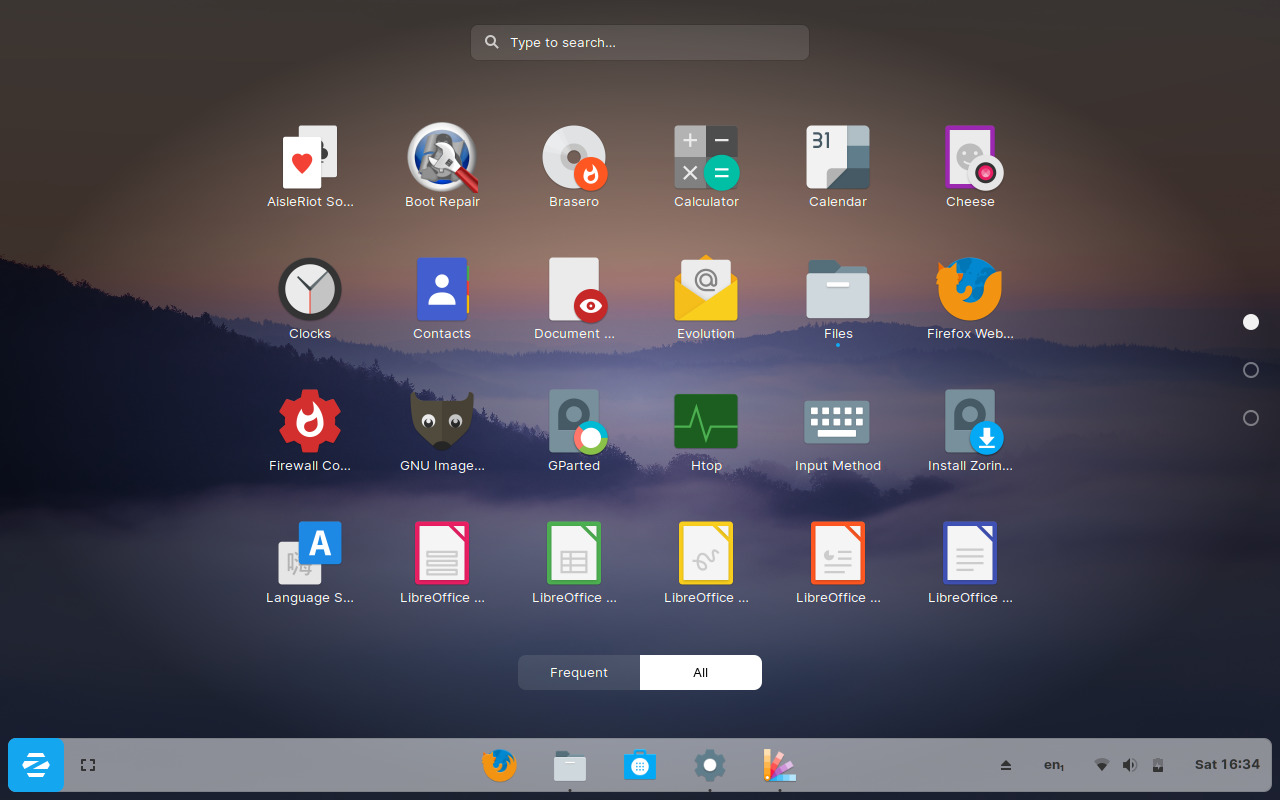 Type to search...
AisleRiot So...
Boot Repair
Brasero
31
Calculator
Calendar
Cheese
Clocks
Contacts
Document ...
@
Evolution
Files
Firefox Web...
Firewall Co...
GNU Image...
GParted
Htop
Input Method
Install Zorin...
A
嗨
Language S...
LibreOffice ...
LibreOffice ...
LibreOffice ...
LibreOffice ...
LibreOffice ...
Frequent
All
en₁
Sat 16:34